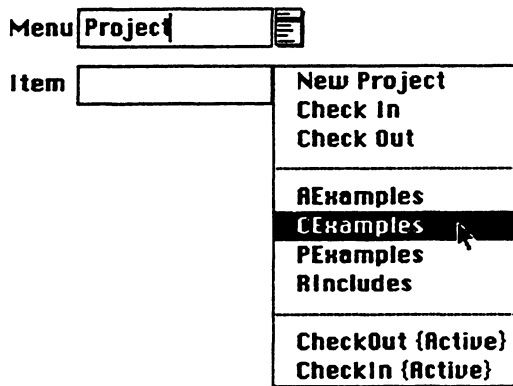 Menu Project
Item
New Project
Check In
Check Out
AExamples
CExamples
PExamples
RIncludes
CheckOut {Active}
CheckIn {Active}